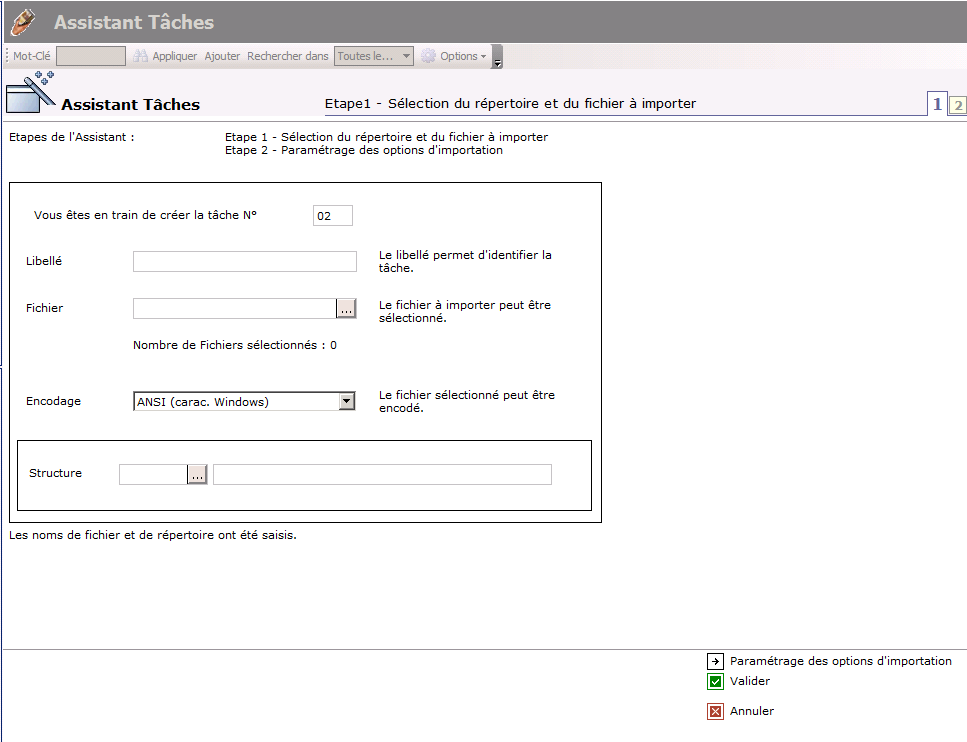 Assistant Tâches
Mot-Clé Appliquer Ajouter Rechercher dans Toutes le... Options
Assistant Tâches
Etape1 - Sélection du répertoire et du fichier à importer
1 2
Etapes de l'Assistant :
Etape 1 - Sélection du répertoire et du fichier à importer
Etape 2 - Paramétrage des options d'importation
Vous êtes en train de créer la tâche N° 02
Libellé
Le libellé permet d'identifier la
tâche.
Fichier ...
Le fichier à importer peut être
sélectionné.
Nombre de Fichiers sélectionnés : 0
Encodage ANSI (carac. Windows)
Le fichier sélectionné peut être
encodé.
Structure ...
Les noms de fichier et de répertoire ont été saisis.
Paramétrage des options d'importation
Valider
Annuler